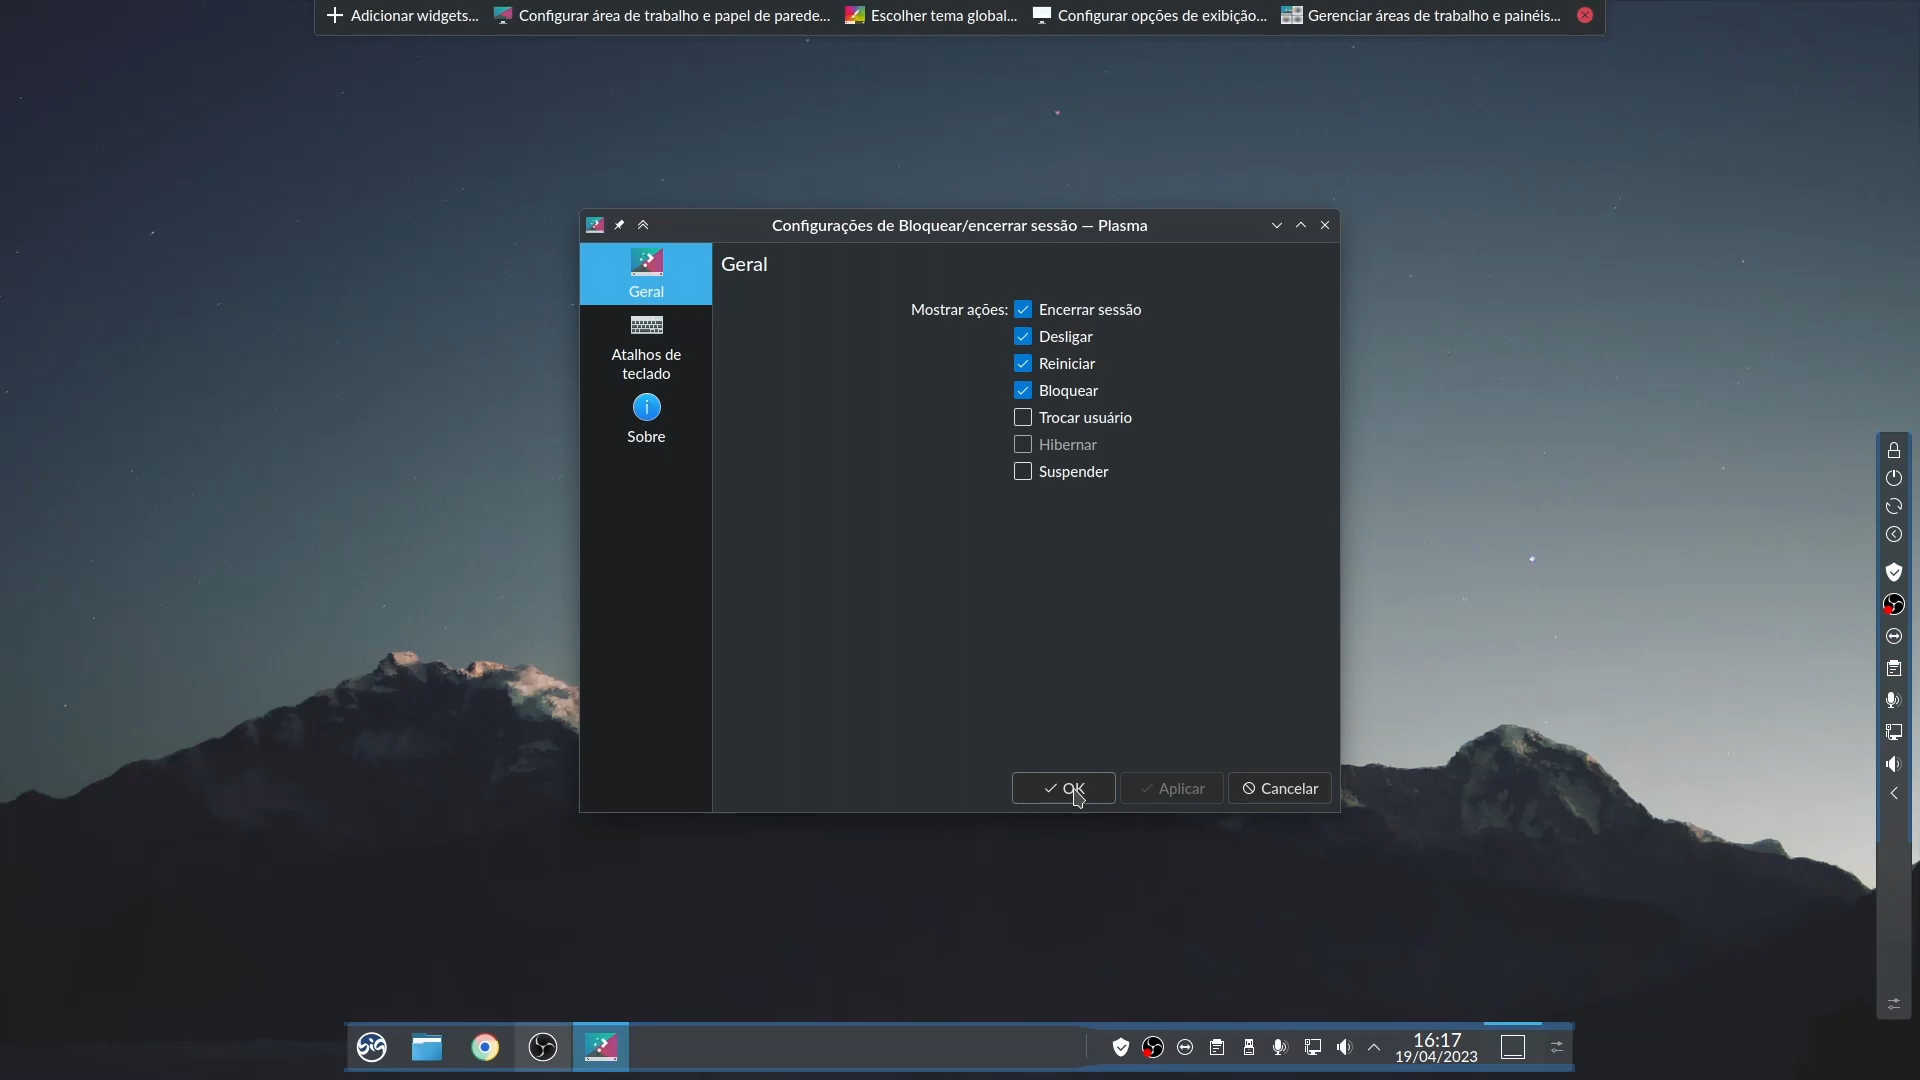 Adicionar widgets... Configurar área de trabalho e papel de parede... Escolher tema global... Configurar opções de exibição... Gerenciar áreas de trabalho e painéis...
Configurações de Bloquear/encerrar sessão — Plasma
Geral
Atalhos de
teclado
Sobre
Geral
Mostrar ações: Encerrar sessão
Desligar
Reiniciar
Bloquear
Trocar usuário
Hibernar
Suspender
OK Aplicar Cancelar
big
16:17
19/04/2023